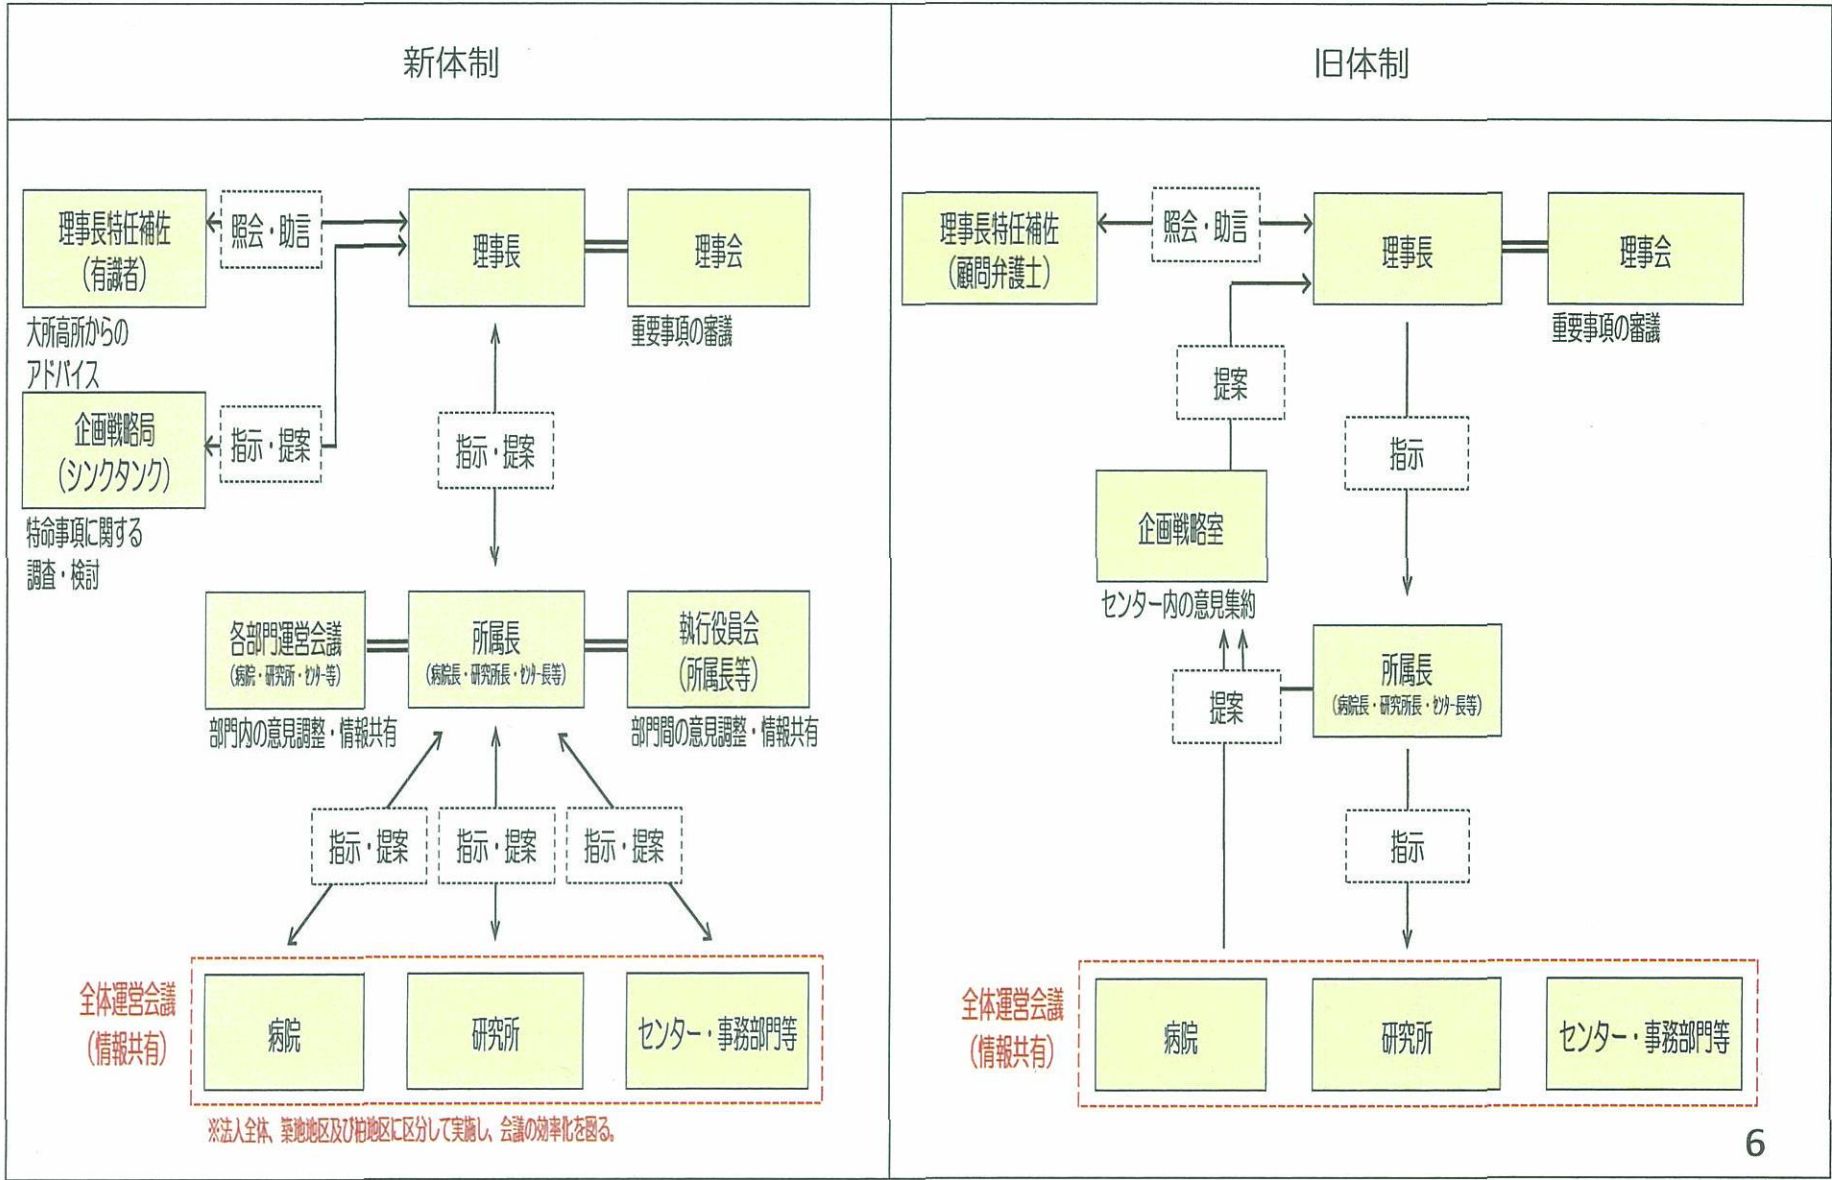 新体制
理事長特任補佐
(有識者)
照会・助言
理事長
理事会
大所高所からの
アドバイス
重要事項の審議
企画戦略局
(シンクタンク)
指示・提案
指示・提案
特命事項に関する
調査・検討
各部門運営会議
(病院・研究所・センター等)
所属長
(病院長・研究所長・センター長等)
執行役員会
(所属長等)
部門内の意見調整・情報共有
部門間の意見調整・情報共有
指示・提案
指示・提案
指示・提案
全体運営会議
(情報共有)
病院
研究所
センター・事務部門等
※法人全体、築地地区及び柏地区に区分して実施し、会議の効率化を図る。
旧体制
理事長特任補佐
(顧問弁護士)
照会・助言
理事長
理事会
重要事項の審議
提案
指示
企画戦略室
センター内の意見集約
提案
所属長
(病院長・研究所長・センター長等)
指示
全体運営会議
(情報共有)
病院
研究所
センター・事務部門等
6